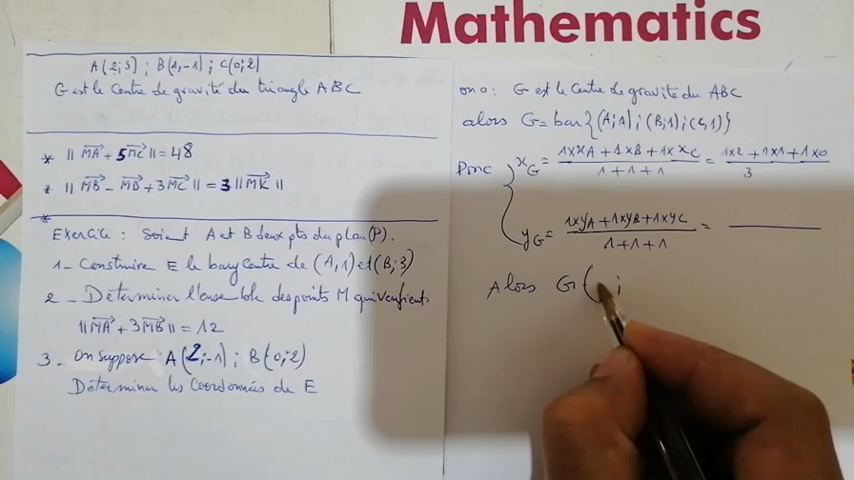 Mathematics
A(2;3) ; B(1,-1) ; C(0;2)
G est le centre de gravité du triangle ABC
* ||MA + 5MC|| = 48
* ||MB - MD + 3MC|| = 3||MK||
*
Exercice : Soient A et B deux pts du plan (P).
1- Construire E le barycentre de (A,1) et (B;3)
2- Déterminer l'ensemble des points M qui vérifient
||MA + 3MB|| = 12
3- On suppose : A(2;-1) ; B(0;-2)
Déterminer les coordonnées de E
on a : G est le centre de gravité du ABC
alors G = bar{(A;1) ; (B;1) ; (C,1)}
Donc xG = (1×xA + 1×xB + 1×xC)/(1+1+1) = (1×2 + 1×1 + 1×0)/3
yG = (1×yA + 1×yB + 1×yC)/(1+1+1) =
Alors G( ;